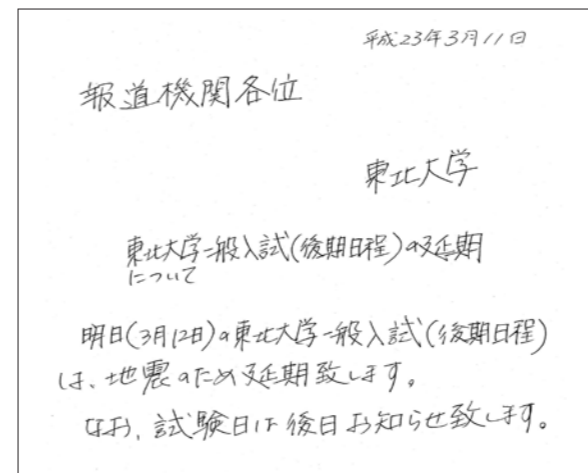 平成23年3月11日
報道機関各位
東北大学
東北大学一般入試(後期日程)の延期
について
明日(3月12日)の東北大学一般入試(後期日程)
は、地震のため延期致します。
なお、試験日は後日お知らせ致します。